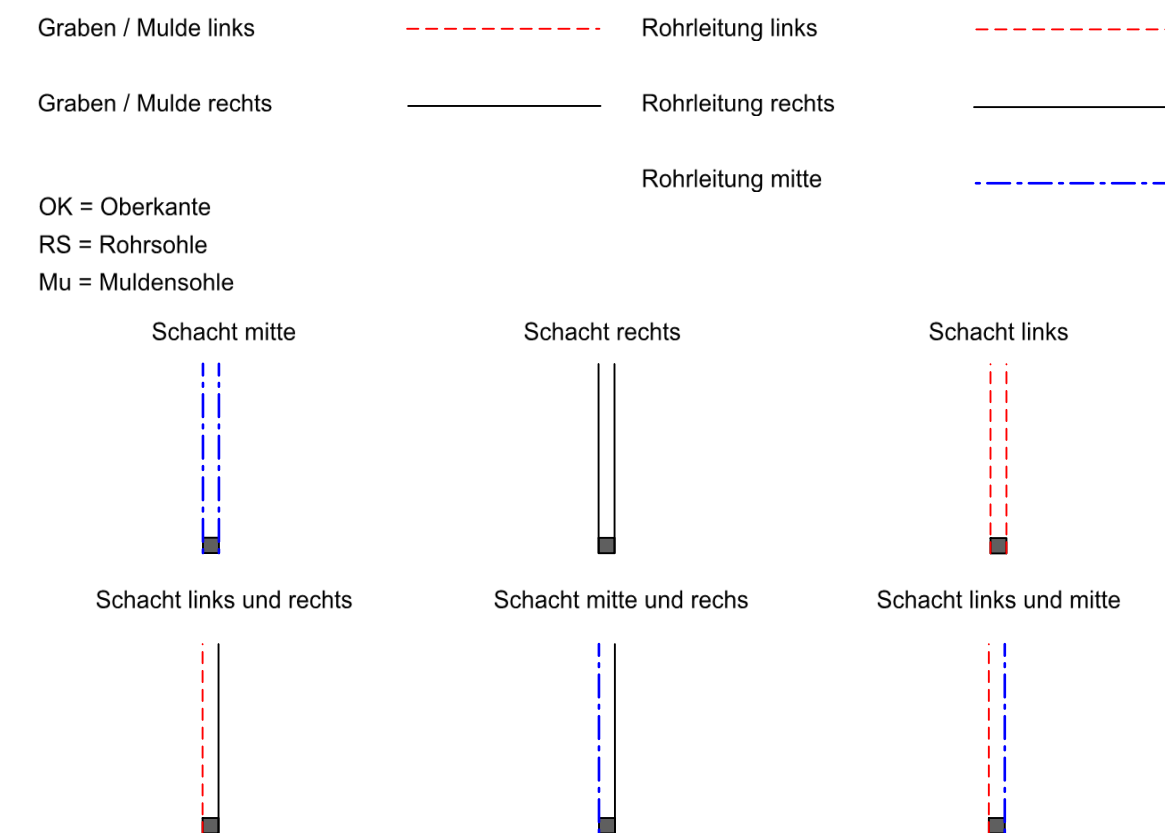 Graben / Mulde links
Rohrleitung links
Graben / Mulde rechts
Rohrleitung rechts
Rohrleitung mitte
OK = Oberkante
RS = Rohrsohle
Mu = Muldensohle
Schacht mitte
Schacht rechts
Schacht links
Schacht links und rechts
Schacht mitte und rechs
Schacht links und mitte